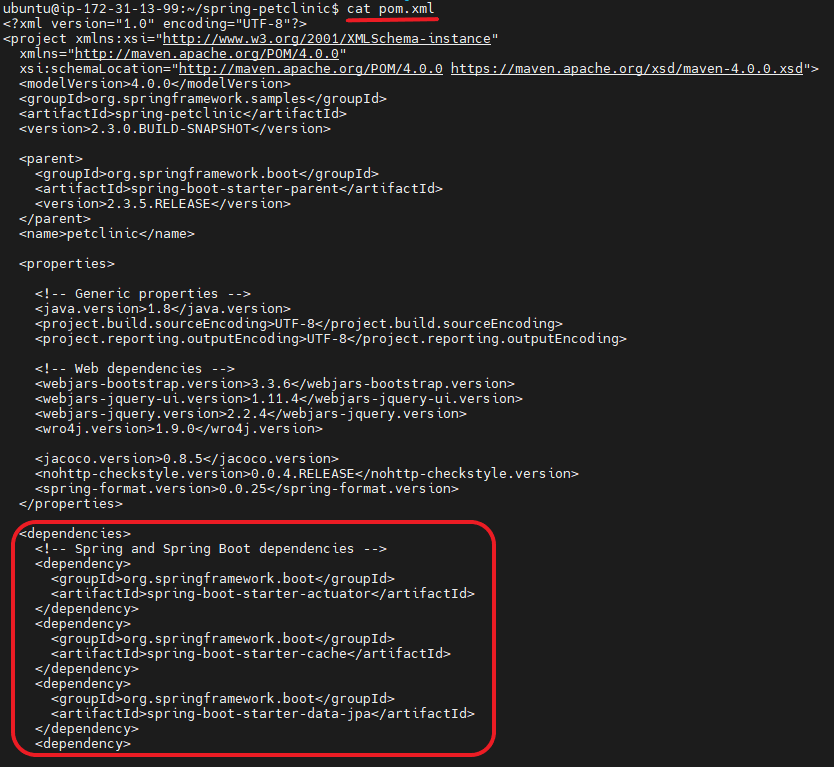 ubuntu@ip-172-31-13-99:~/spring-petclinic$ cat pom.xml
<?xml version="1.0" encoding="UTF-8"?>
<project xmlns:xsi="http://www.w3.org/2001/XMLSchema-instance"
  xmlns="http://maven.apache.org/POM/4.0.0"
  xsi:schemaLocation="http://maven.apache.org/POM/4.0.0 https://maven.apache.org/xsd/maven-4.0.0.xsd">
  <modelVersion>4.0.0</modelVersion>
  <groupId>org.springframework.samples</groupId>
  <artifactId>spring-petclinic</artifactId>
  <version>2.3.0.BUILD-SNAPSHOT</version>

  <parent>
    <groupId>org.springframework.boot</groupId>
    <artifactId>spring-boot-starter-parent</artifactId>
    <version>2.3.5.RELEASE</version>
  </parent>
  <name>petclinic</name>

  <properties>

    <!-- Generic properties -->
    <java.version>1.8</java.version>
    <project.build.sourceEncoding>UTF-8</project.build.sourceEncoding>
    <project.reporting.outputEncoding>UTF-8</project.reporting.outputEncoding>

    <!-- Web dependencies -->
    <webjars-bootstrap.version>3.3.6</webjars-bootstrap.version>
    <webjars-jquery-ui.version>1.11.4</webjars-jquery-ui.version>
    <webjars-jquery.version>2.2.4</webjars-jquery.version>
    <wro4j.version>1.9.0</wro4j.version>

    <jacoco.version>0.8.5</jacoco.version>
    <nohttp-checkstyle.version>0.0.4.RELEASE</nohttp-checkstyle.version>
    <spring-format.version>0.0.25</spring-format.version>
  </properties>

  <dependencies>
    <!-- Spring and Spring Boot dependencies -->
    <dependency>
      <groupId>org.springframework.boot</groupId>
      <artifactId>spring-boot-starter-actuator</artifactId>
    </dependency>
    <dependency>
      <groupId>org.springframework.boot</groupId>
      <artifactId>spring-boot-starter-cache</artifactId>
    </dependency>
    <dependency>
      <groupId>org.springframework.boot</groupId>
      <artifactId>spring-boot-starter-data-jpa</artifactId>
    </dependency>
    <dependency>